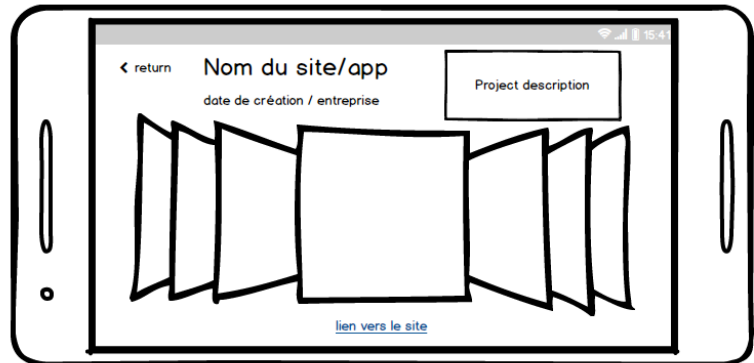 15:41
return
Nom du site/app
date de création / entreprise
Project description
lien vers le site